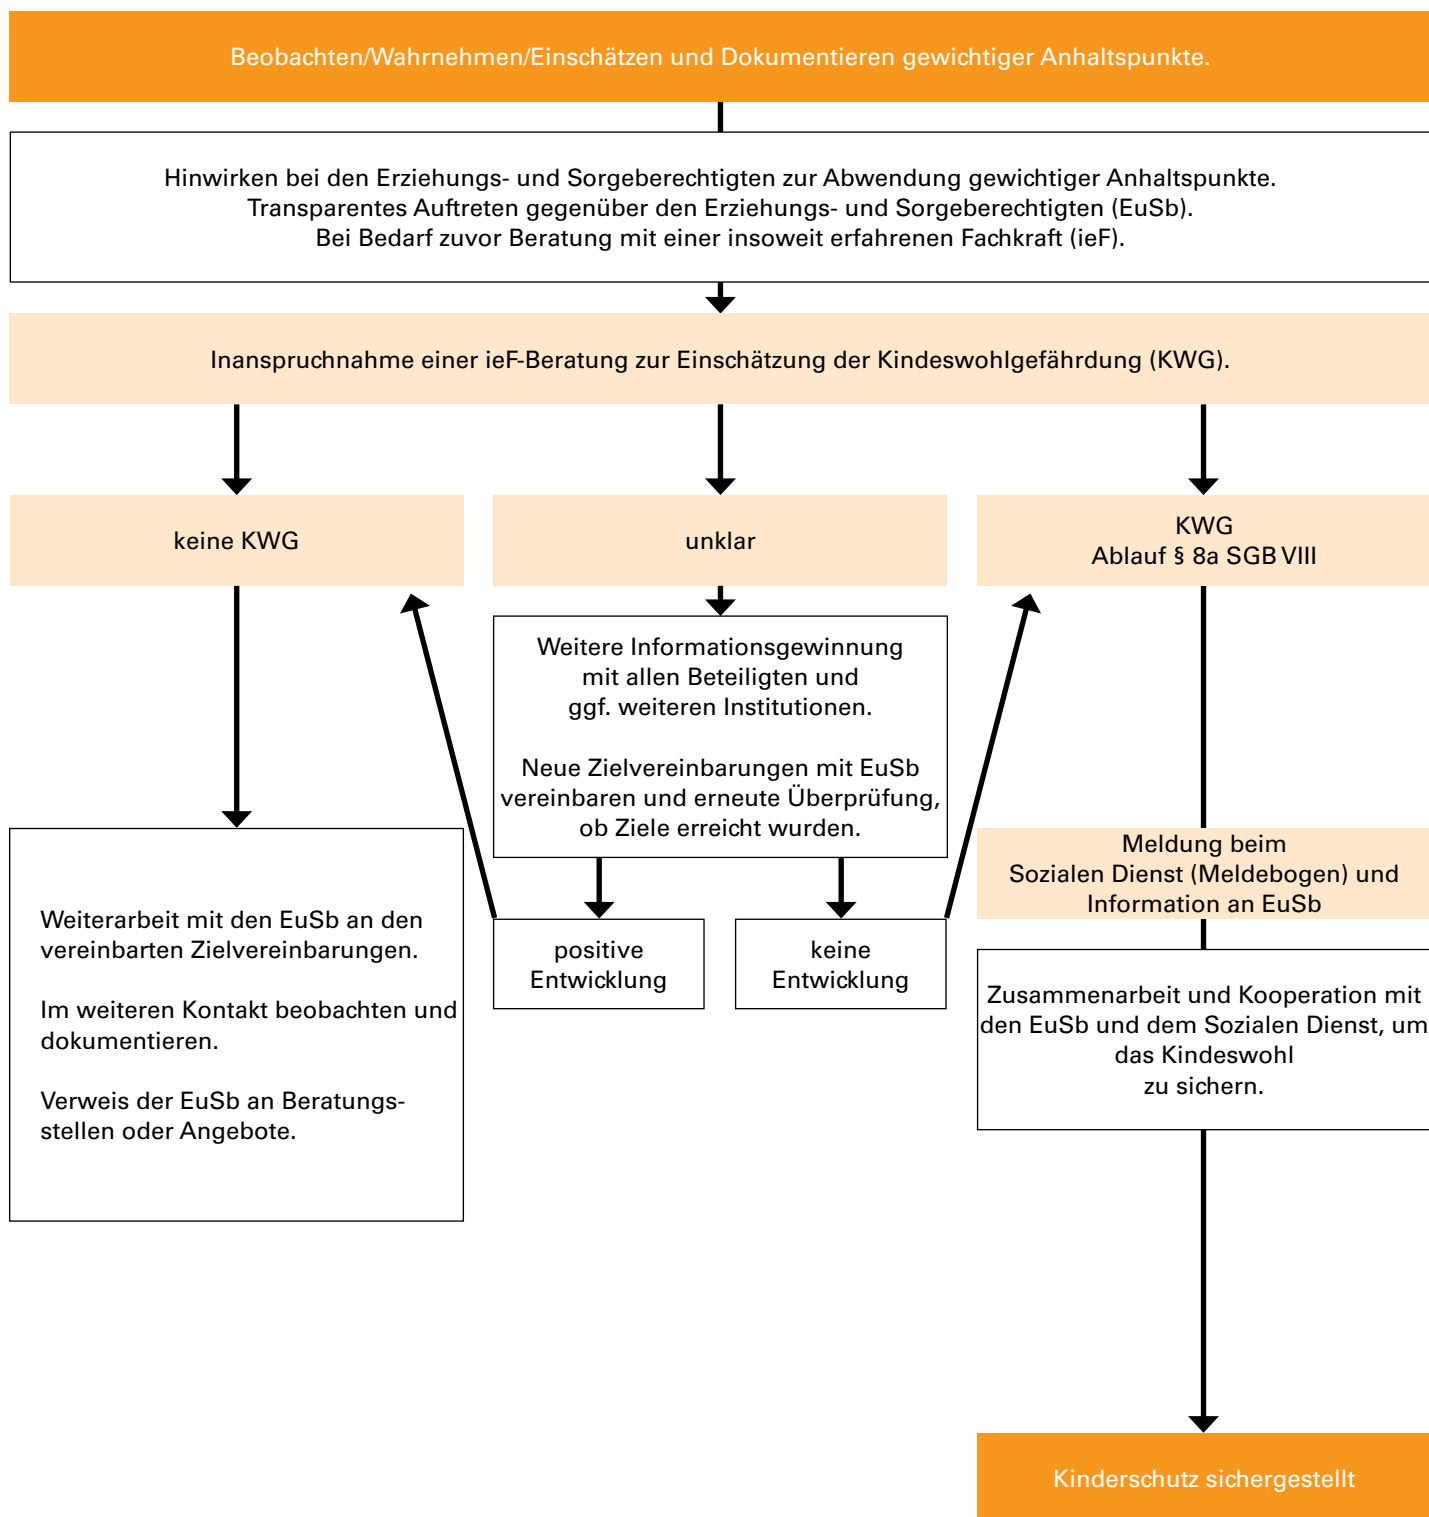 Beobachten/Wahrnehmen/Einschätzen und Dokumentieren gewichtiger Anhaltspunkte.
Hinwirken bei den Erziehungs- und Sorgeberechtigten zur Abwendung gewichtiger Anhaltspunkte.
Transparentes Auftreten gegenüber den Erziehungs- und Sorgeberechtigten (EuSb).
Bei Bedarf zuvor Beratung mit einer insoweit erfahrenen Fachkraft (ieF).
Inanspruchnahme einer ieF-Beratung zur Einschätzung der Kindeswohlgefährdung (KWG).
keine KWG
unklar
KWG
Ablauf § 8a SGB VIII
Weitere Informationsgewinnung
mit allen Beteiligten und
ggf. weiteren Institutionen.
Neue Zielvereinbarungen mit EuSb
vereinbaren und erneute Überprüfung,
ob Ziele erreicht wurden.
Meldung beim
Sozialen Dienst (Meldebogen) und
Information an EuSb
Weiterarbeit mit den EuSb an den
vereinbarten Zielvereinbarungen.
Im weiteren Kontakt beobachten und
dokumentieren.
Verweis der EuSb an Beratungs-
stellen oder Angebote.
positive
Entwicklung
keine
Entwicklung
Zusammenarbeit und Kooperation mit
den EuSb und dem Sozialen Dienst, um
das Kindeswohl
zu sichern.
Kinderschutz sichergestellt